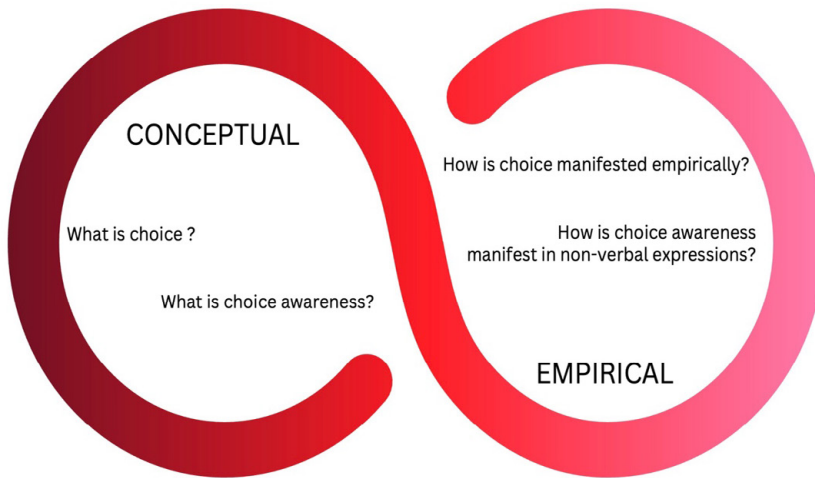 CONCEPTUAL
What is choice ?
What is choice awareness?
How is choice manifested empirically?
How is choice awareness
manifest in non-verbal expressions?
EMPIRICAL